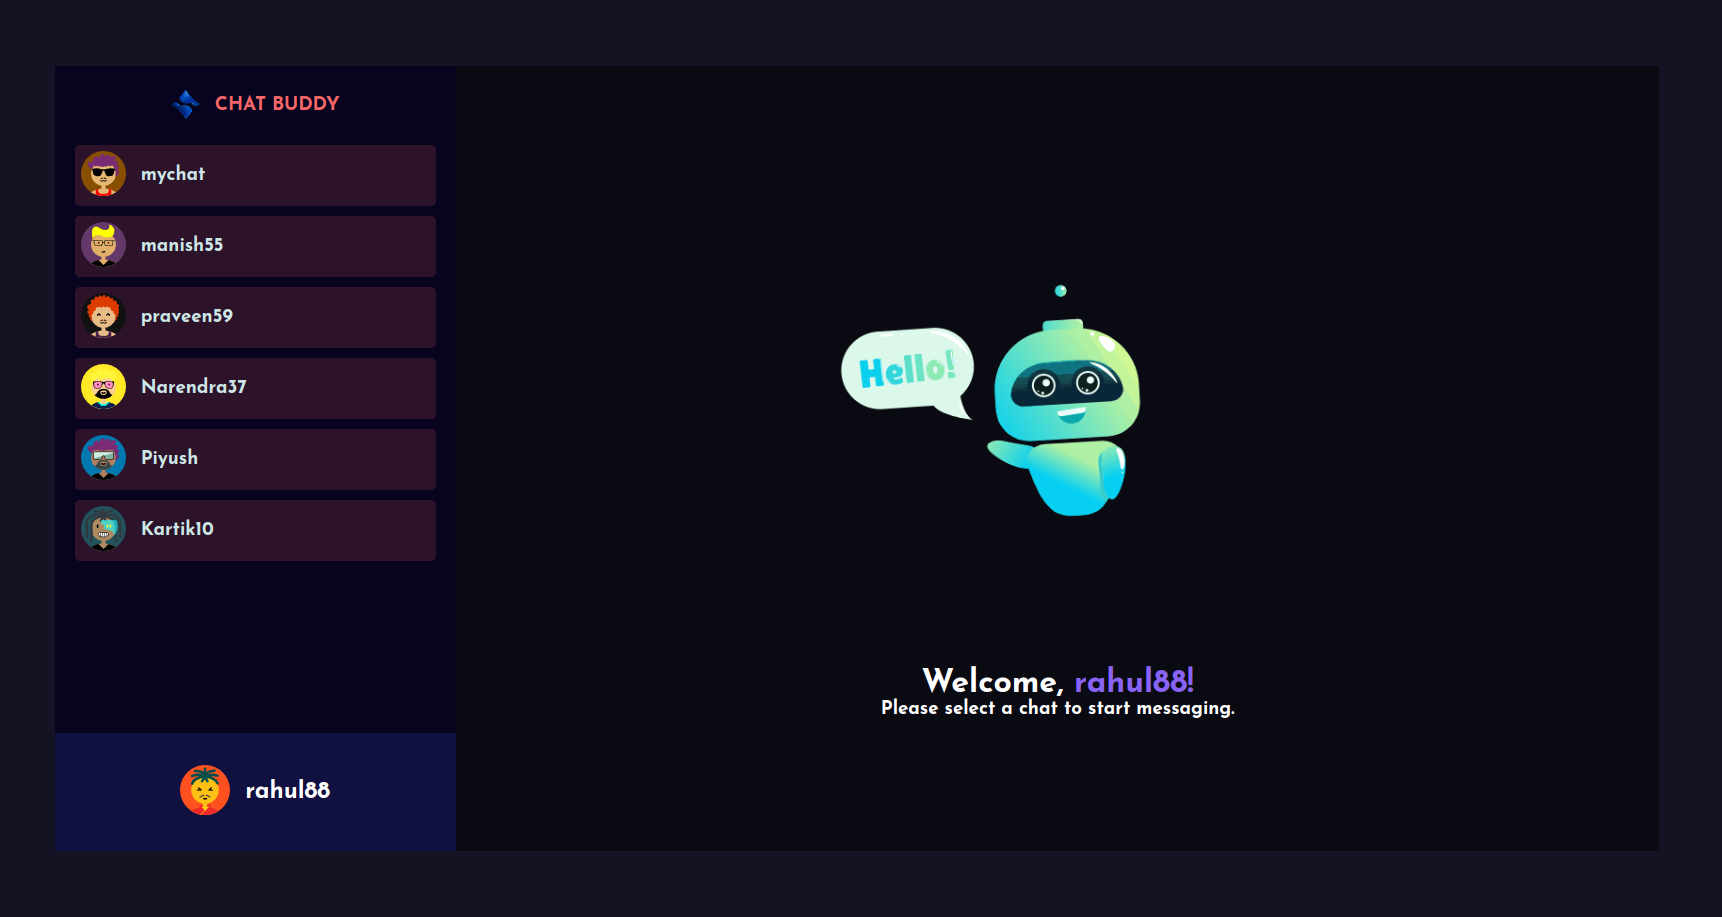 CHAT BUDDY
mychat
manish55
praveen59
Narendra37
Piyush
Kartik10
rahul88
Hello!
Welcome, rahul88!
Please select a chat to start messaging.